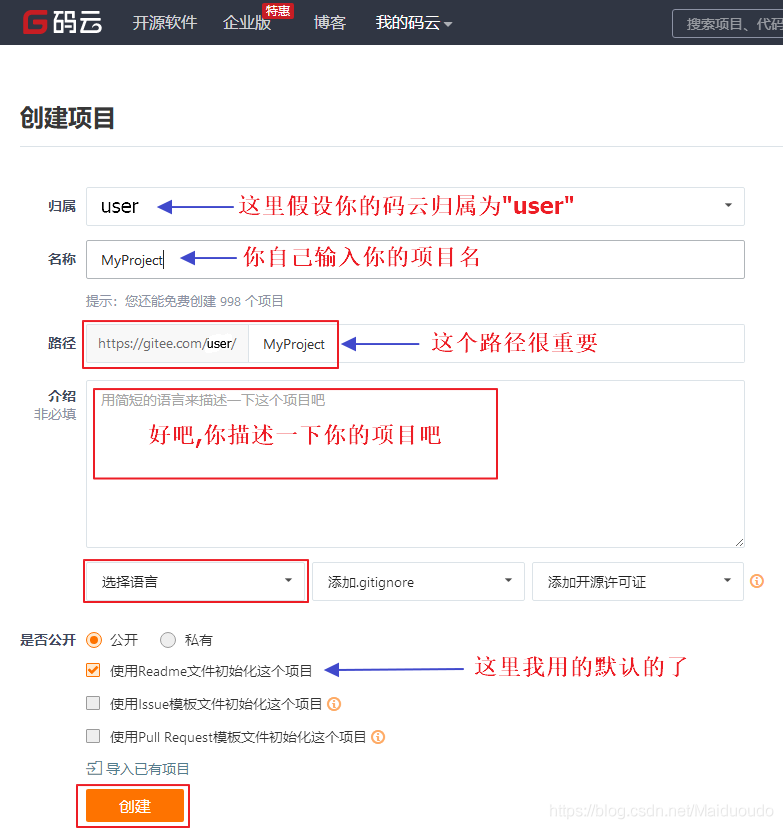 码云 开源软件 企业版 特惠 博客 我的码云 搜索项目、代码
创建项目
归属 user 这里假设你的码云归属为"user"
名称 MyProject 你自己输入你的项目名
提示：您还能免费创建 998 个项目
路径 https://gitee.com/user/ MyProject 这个路径很重要
介绍 用简短的语言来描述一下这个项目吧
非必填
好吧,你描述一下你的项目吧
选择语言 添加.gitignore 添加开源许可证
是否公开 公开 私有
使用Readme文件初始化这个项目 这里我用的默认的了
使用Issue模板文件初始化这个项目
使用Pull Request模板文件初始化这个项目
导入已有项目
创建
https://blog.csdn.net/Maiduoudo